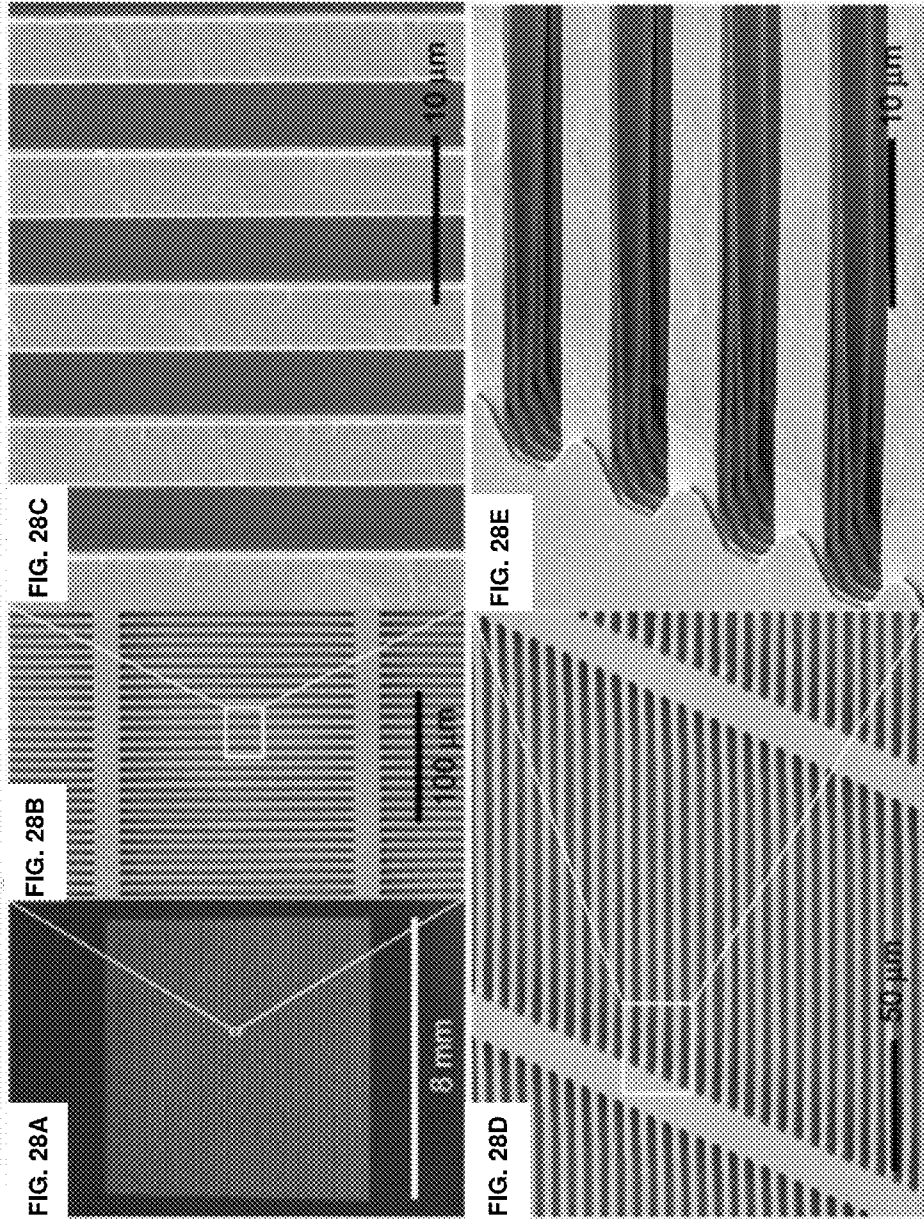 FIG. 28A
8 mm
FIG. 28B
100 μm
FIG. 28C
10 μm
FIG. 28D
50 μm
FIG. 28E
10 μm